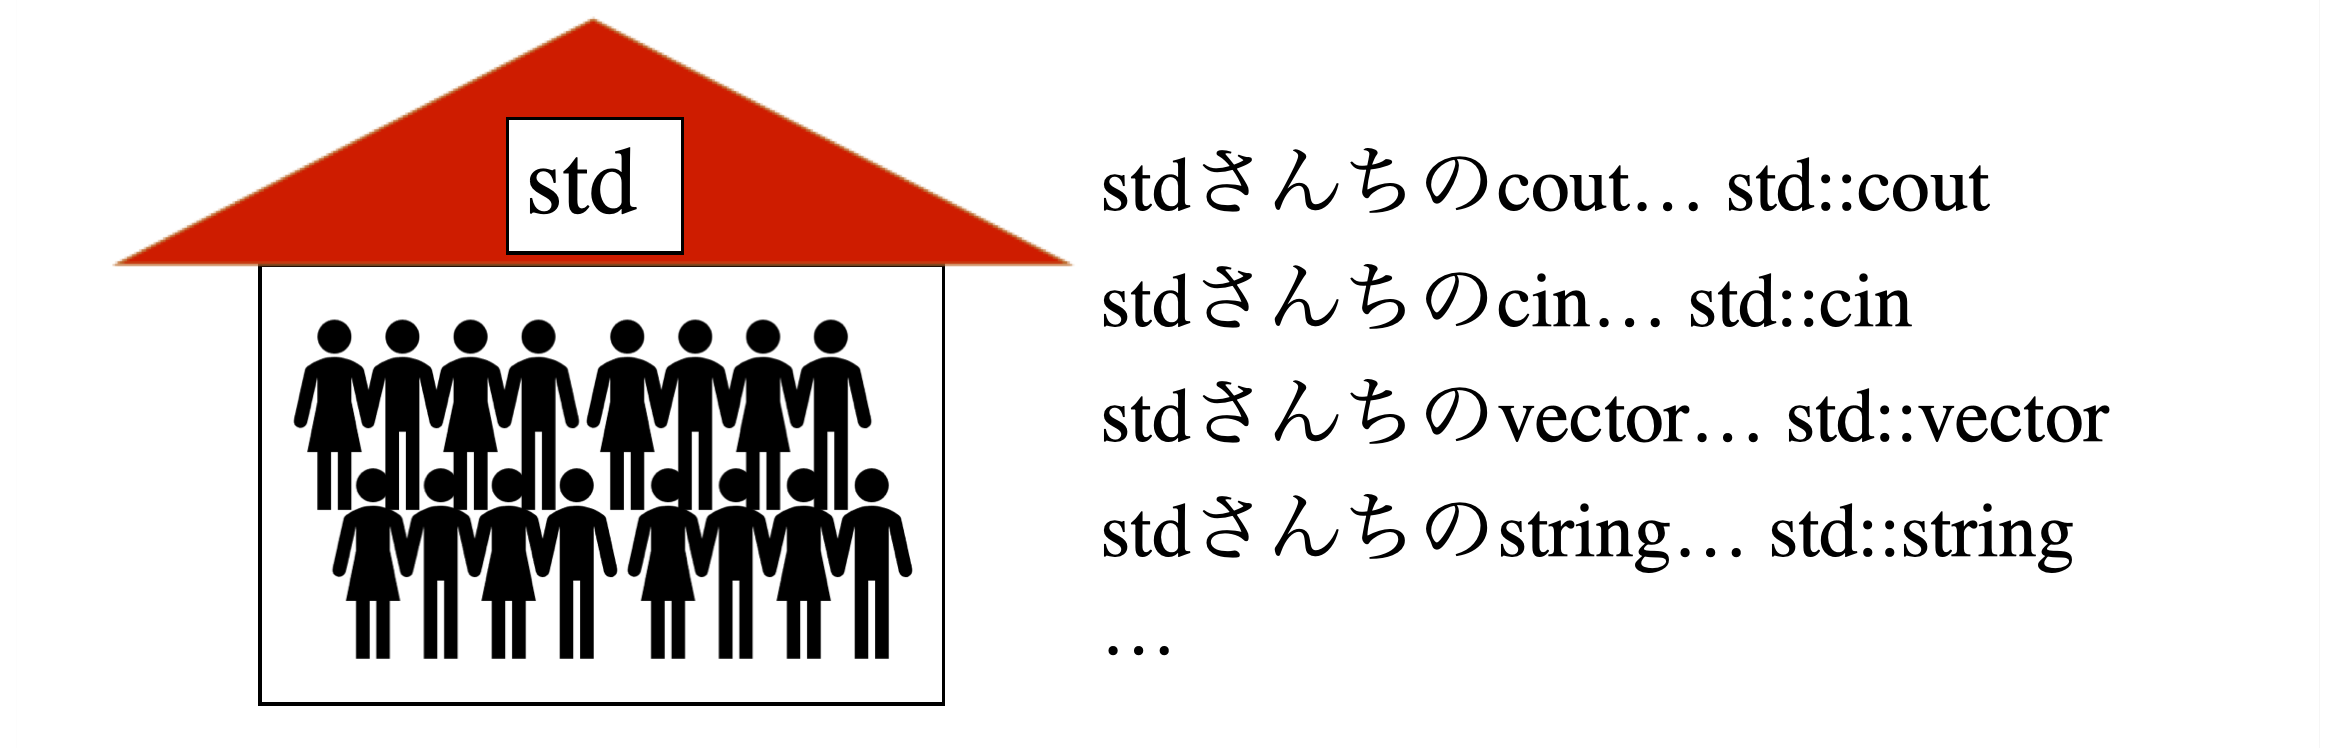 std
stdさんちのcout… std::cout
stdさんちのcin… std::cin
stdさんちのvector… std::vector
stdさんちのstring… std::string
…